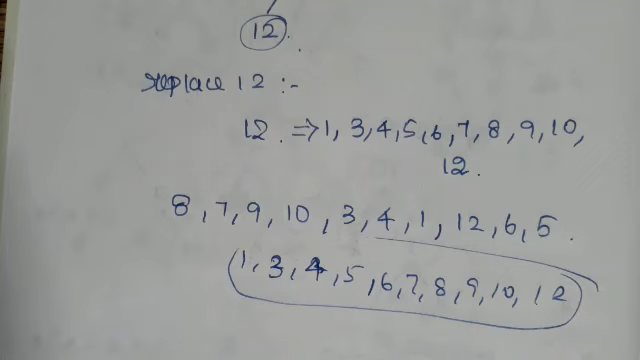 12.
replace 12 :-
12. ⇒ 1, 3, 4, 5, 6, 7, 8, 9, 10,
12.
8, 7, 9, 10, 3, 4, 1, 12, 6, 5.
1, 3, 4, 5, 6, 7, 8, 9, 10, 12